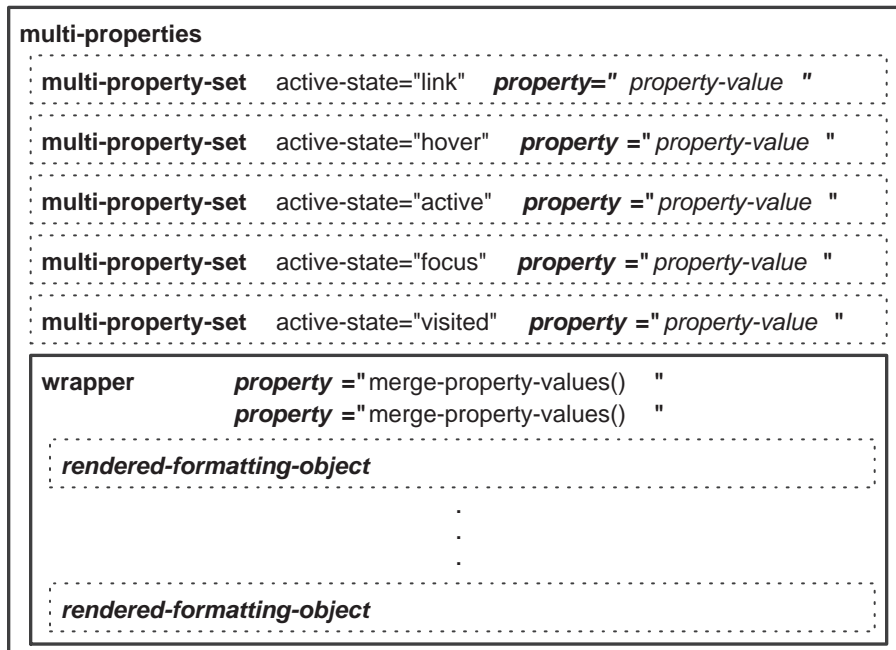 multi-properties
multi-property-set active-state="link" property=" property-value "
multi-property-set active-state="hover" property =" property-value "
multi-property-set active-state="active" property =" property-value "
multi-property-set active-state="focus" property =" property-value "
multi-property-set active-state="visited" property =" property-value "
wrapper property =" merge-property-values() "
property =" merge-property-values() "
rendered-formatting-object
.
.
.
rendered-formatting-object